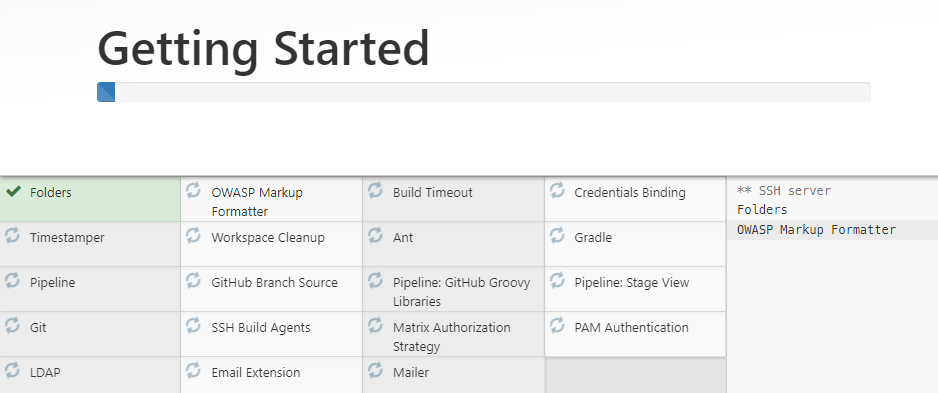 Getting Started
Folders
OWASP Markup
Formatter
Build Timeout
Credentials Binding
Timestamper
Workspace Cleanup
Ant
Gradle
Pipeline
GitHub Branch Source
Pipeline: GitHub Groovy
Libraries
Pipeline: Stage View
Git
SSH Build Agents
Matrix Authorization
Strategy
PAM Authentication
LDAP
Email Extension
Mailer
** SSH server
Folders
OWASP Markup Formatter